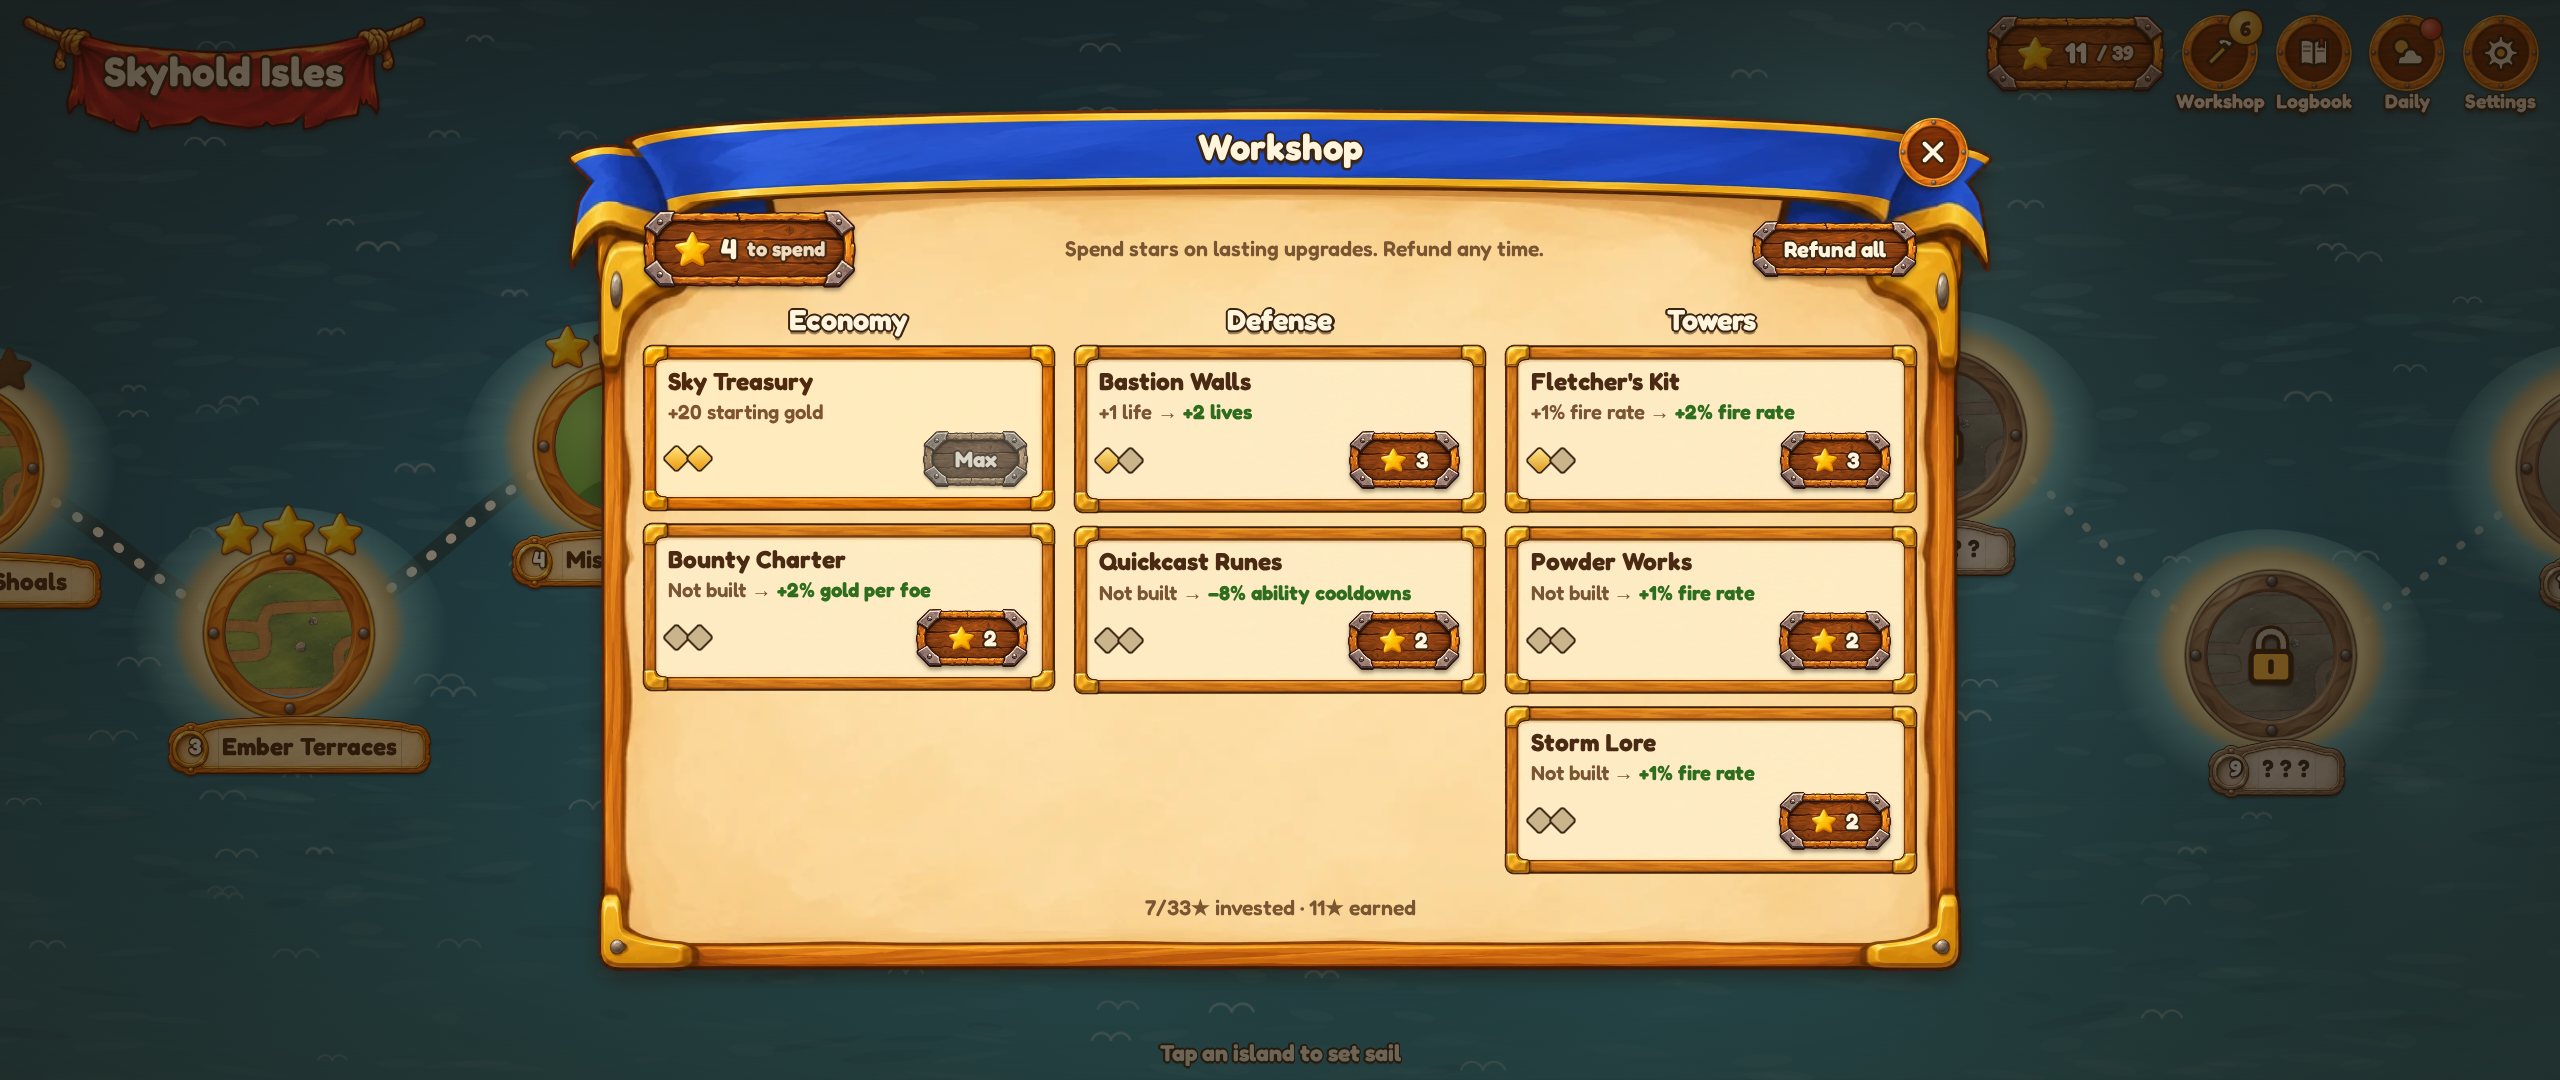 Skyhold Isles
11 / 39
6
Workshop
Logbook
Daily
Settings
Workshop
4 to spend
Spend stars on lasting upgrades. Refund any time.
Refund all
Economy
Defense
Towers
Sky Treasury
+20 starting gold
Max
Bastion Walls
+1 life → +2 lives
3
Fletcher's Kit
+1% fire rate → +2% fire rate
3
Bounty Charter
Not built → +2% gold per foe
2
Quickcast Runes
Not built → −8% ability cooldowns
2
Powder Works
Not built → +1% fire rate
2
Storm Lore
Not built → +1% fire rate
2
7/33★ invested · 11★ earned
Shoals
3 Ember Terraces
4 Mis
??
9 ???
Tap an island to set sail